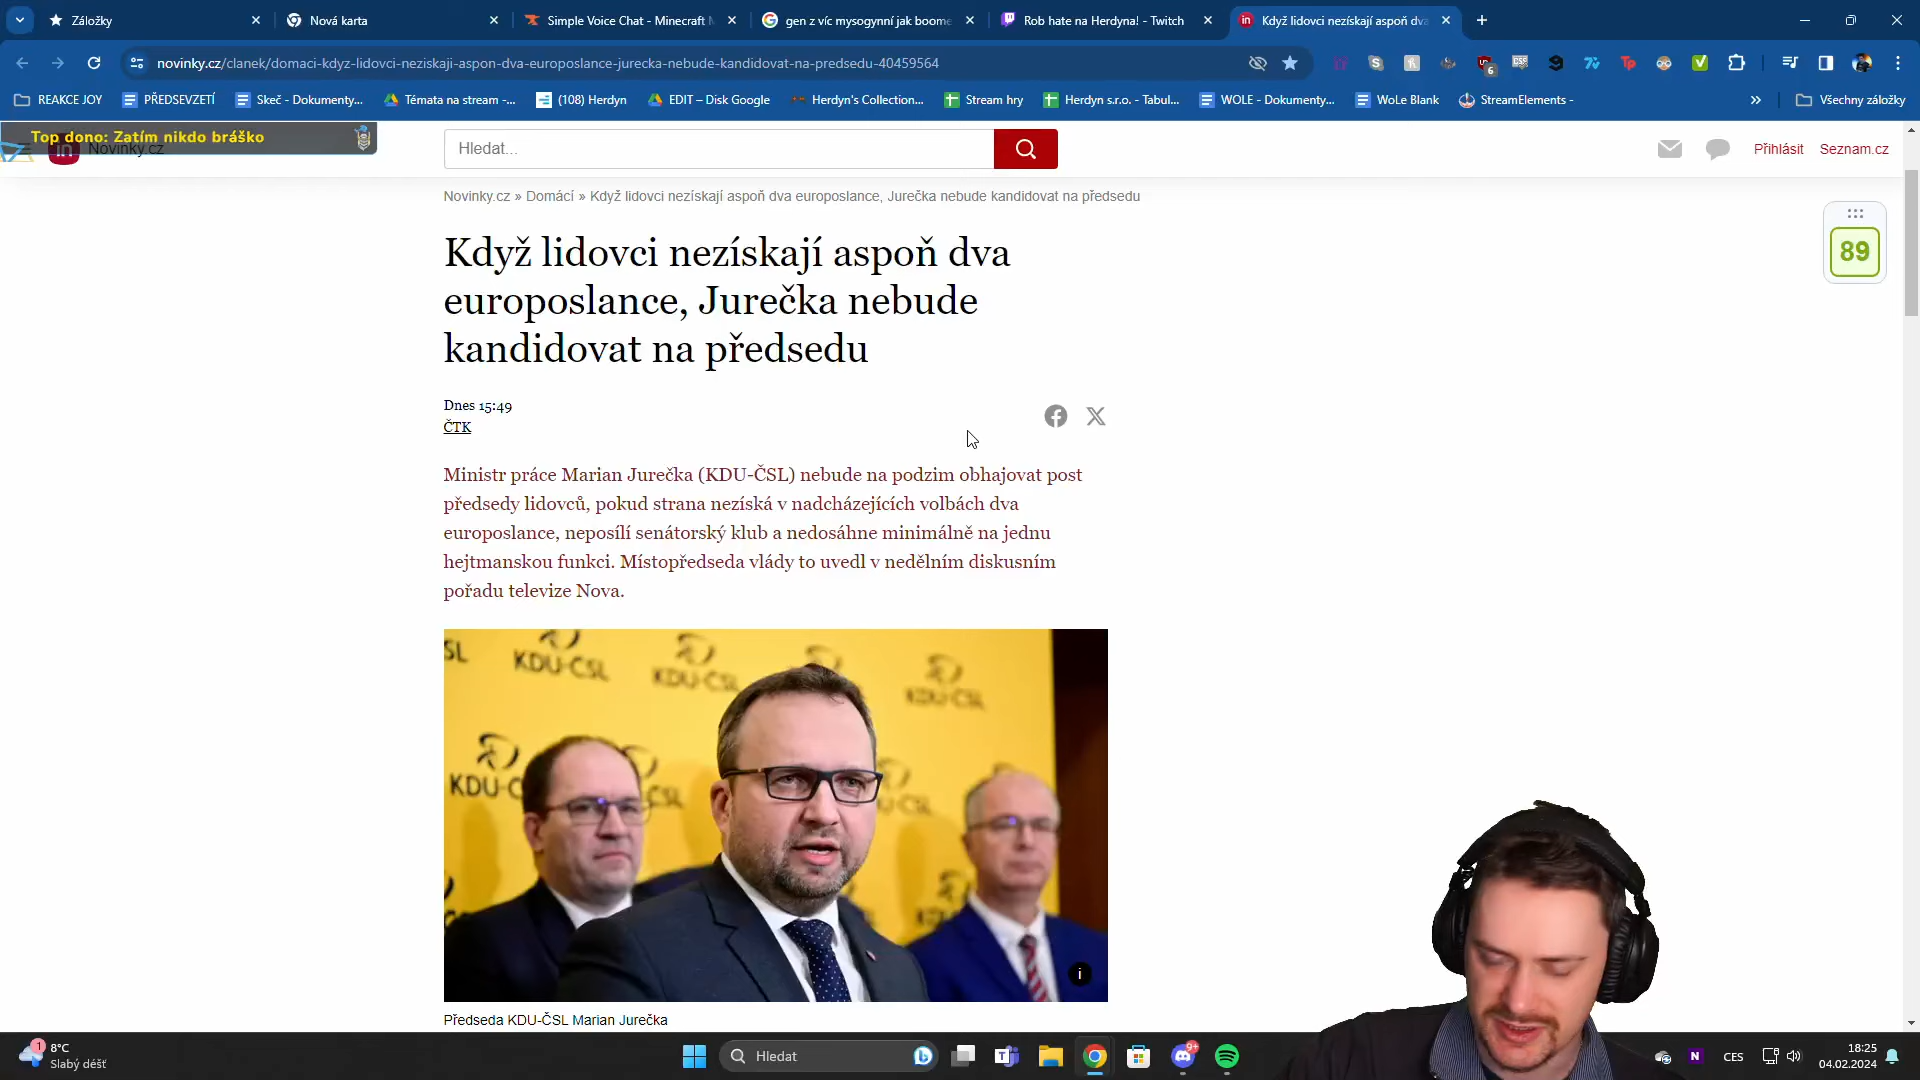 Záložky
Nová karta
Simple Voice Chat - Minecraft M
gen z víc mysogynní jak boome
Rob hate na Herdyna! - Twitch
Když lidovci nezískají aspoň dva
novinky.cz/clanek/domaci-kdyz-lidovci-neziskaji-aspon-dva-europoslance-jurecka-nebude-kandidovat-na-predsedu-40459564
REAKCE JOY
PŘEDSEVZETÍ
Skeč - Dokumenty...
Témata na stream -...
(108) Herdyn
EDIT – Disk Google
Herdyn's Collection...
Stream hry
Herdyn s.r.o. - Tabul...
WOLE - Dokumenty...
WoLe Blank
StreamElements -
Všechny záložky
Top dono: Zatím nikdo bráško
Novinky.cz
Hledat...
Přihlásit
Seznam.cz
Novinky.cz » Domácí » Když lidovci nezískají aspoň dva europoslance, Jurečka nebude kandidovat na předsedu
89
Když lidovci nezískají aspoň dva
europoslance, Jurečka nebude
kandidovat na předsedu
Dnes 15:49
ČTK
Ministr práce Marian Jurečka (KDU-ČSL) nebude na podzim obhajovat post
předsedy lidovců, pokud strana nezíská v nadcházejících volbách dva
europoslance, neposílí senátorský klub a nedosáhne minimálně na jednu
hejtmanskou funkci. Místopředseda vlády to uvedl v nedělním diskusním
pořadu televize Nova.
KDU-ČSL
KDU-ČSL
KDU-ČSL
Předseda KDU-ČSL Marian Jurečka
1
8°C
Slabý déšť
Hledat
9+
CES
18:25
04.02.2024